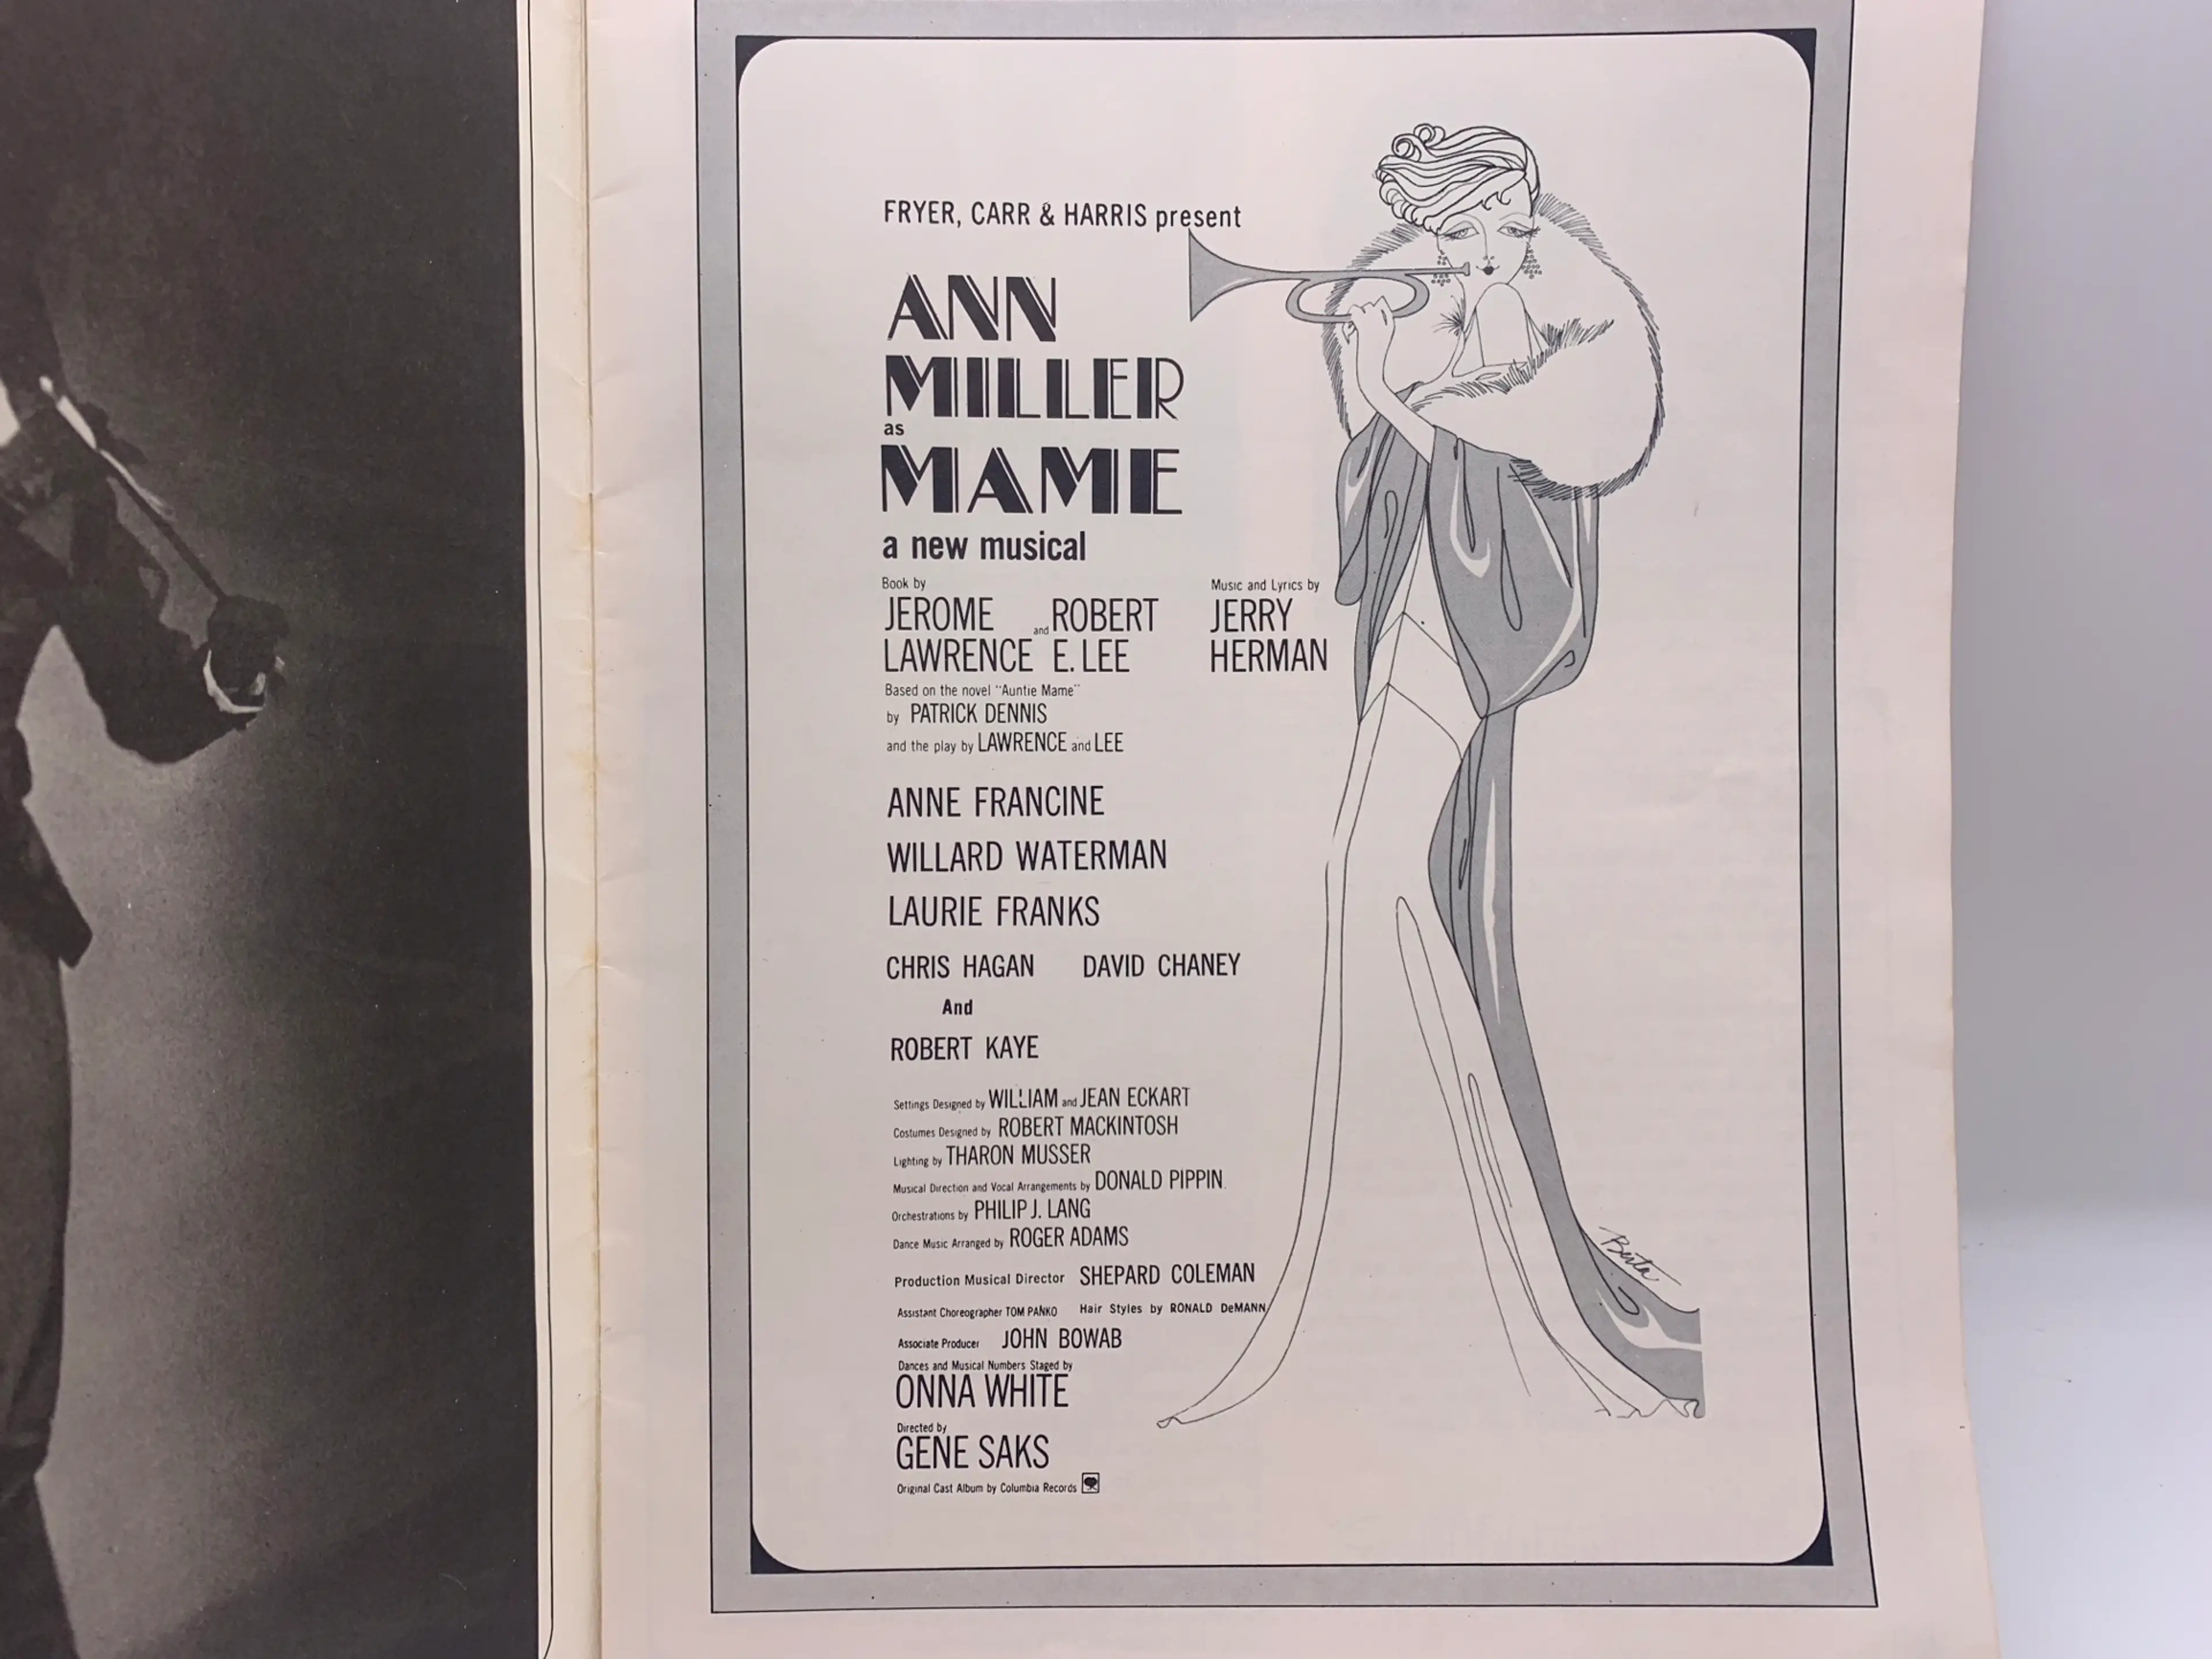 FRYER, CARR & HARRIS present
ANN
MILLER
as
MAME
a new musical
Book by
JEROME and ROBERT
LAWRENCE E. LEE
Music and Lyrics by
JERRY
HERMAN
Based on the novel "Auntie Mame"
by PATRICK DENNIS
and the play by LAWRENCE and LEE
ANNE FRANCINE
WILLARD WATERMAN
LAURIE FRANKS
CHRIS HAGAN DAVID CHANEY
And
ROBERT KAYE
Settings Designed by WILLIAM and JEAN ECKART
Costumes Designed by ROBERT MACKINTOSH
Lighting by THARON MUSSER
Musical Direction and Vocal Arrangements by DONALD PIPPIN
Orchestrations by PHILIP J. LANG
Dance Music Arranged by ROGER ADAMS
Production Musical Director SHEPARD COLEMAN
Assistant Choreographer TOM PANKO Hair Styles by RONALD DeMANN
Associate Producer JOHN BOWAB
Dances and Musical Numbers Staged by
ONNA WHITE
Directed by
GENE SAKS
Original Cast Album by Columbia Records